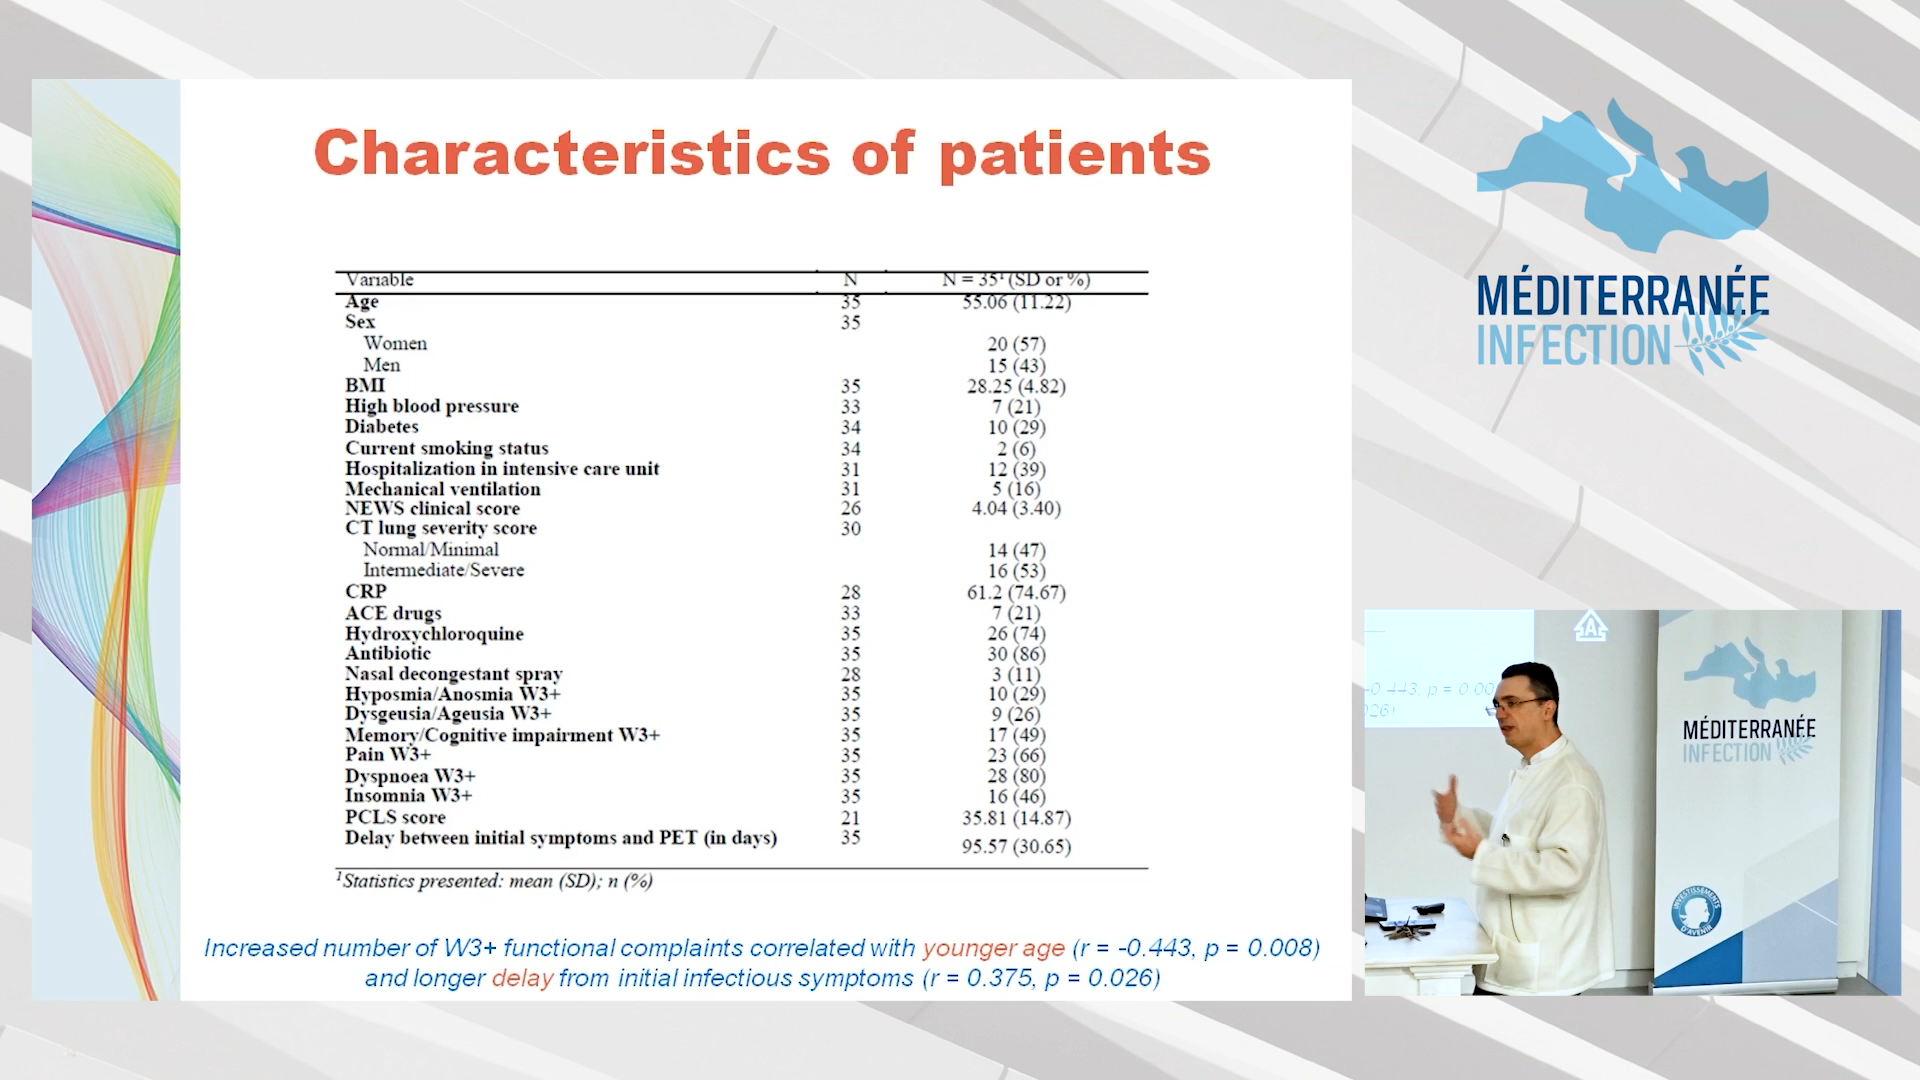 Characteristics of patients
Variable N N = 35¹ (SD or %)
Age 35 55.06 (11.22)
Sex 35
Women 20 (57)
Men 15 (43)
BMI 35 28.25 (4.82)
High blood pressure 33 7 (21)
Diabetes 34 10 (29)
Current smoking status 34 2 (6)
Hospitalization in intensive care unit 31 12 (39)
Mechanical ventilation 31 5 (16)
NEWS clinical score 26 4.04 (3.40)
CT lung severity score 30
Normal/Minimal 14 (47)
Intermediate/Severe 16 (53)
CRP 28 61.2 (74.67)
ACE drugs 33 7 (21)
Hydroxychloroquine 35 26 (74)
Antibiotic 35 30 (86)
Nasal decongestant spray 28 3 (11)
Hyposmia/Anosmia W3+ 35 10 (29)
Dysgeusia/Ageusia W3+ 35 9 (26)
Memory/Cognitive impairment W3+ 35 17 (49)
Pain W3+ 35 23 (66)
Dyspnoea W3+ 35 28 (80)
Insomnia W3+ 35 16 (46)
PCLS score 21 35.81 (14.87)
Delay between initial symptoms and PET (in days) 35 95.57 (30.65)
¹Statistics presented: mean (SD); n (%)
Increased number of W3+ functional complaints correlated with younger age (r = -0.443, p = 0.008)
and longer delay from initial infectious symptoms (r = 0.375, p = 0.026)
MÉDITERRANÉE
INFECTION
A
MÉDITERRANÉE
INFECTION
INVESTISSEMENTS
D'AVENIR